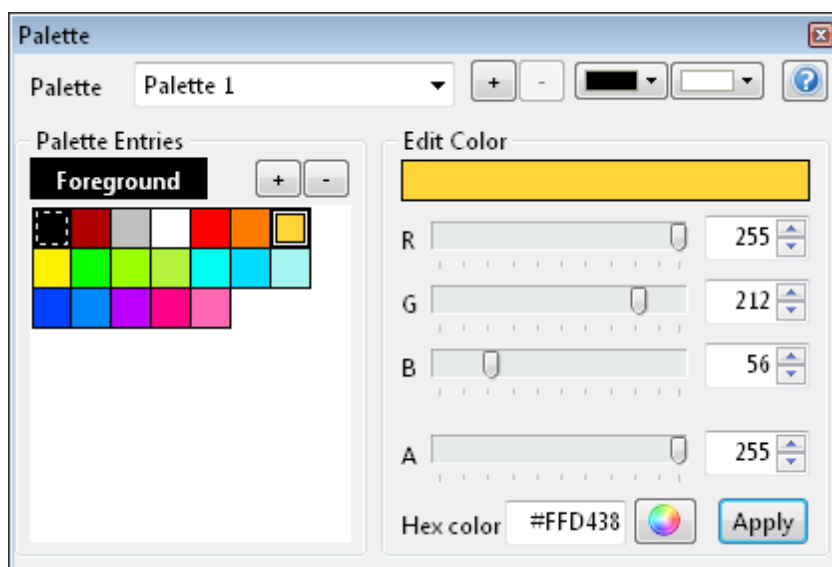 Palette
Palette Palette 1 + -
Palette Entries
Foreground + -
Edit Color
R 255
G 212
B 56
A 255
Hex color #FFD438 Apply